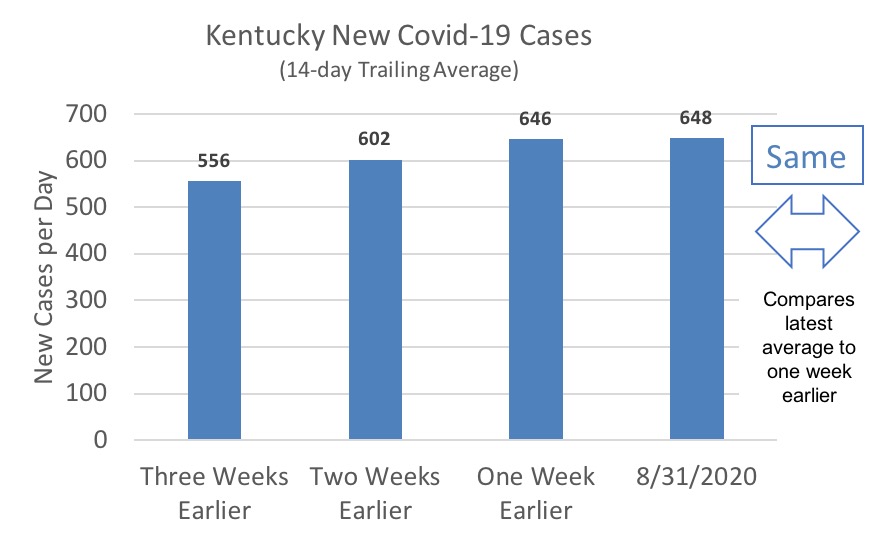 Kentucky New Covid-19 Cases
(14-day Trailing Average)
New Cases per Day
700
600
500
400
300
200
100
0
556
602
646
648
Three Weeks
Earlier
Two Weeks
Earlier
One Week
Earlier
8/31/2020
Same
Compares
latest
average to
one week
earlier